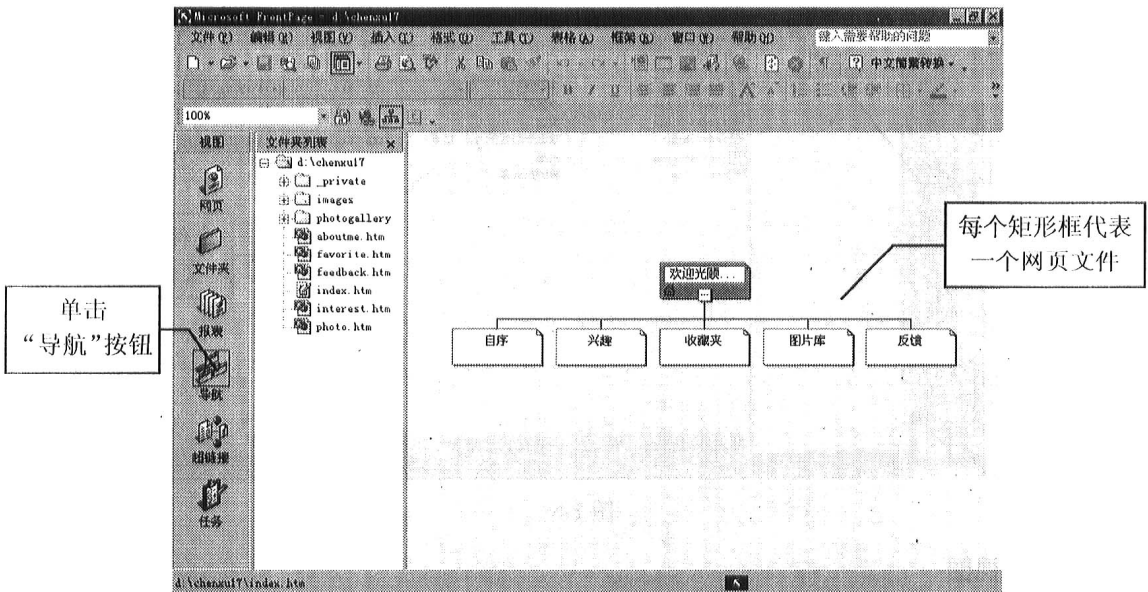 Microsoft FrontPage - d:\chenxu17
文件(F) 编辑(E) 视图(V) 插入(I) 格式(O) 工具(T) 表格(A) 框架(R) 窗口(W) 帮助(H) 键入需要帮助的问题
中文简繁转换
100%
视图 文件夹列表
d:\chenxu17
_private
images
photogallery
aboutme.htm
favorite.htm
feedback.htm
index.htm
interest.htm
photo.htm
网页
文件夹
报表
导航
超链接
任务
单击
“导航”按钮
欢迎光顾...
自序 兴趣 收藏夹 图片库 反馈
每个矩形框代表
一个网页文件
d:\chenxu17\index.htm